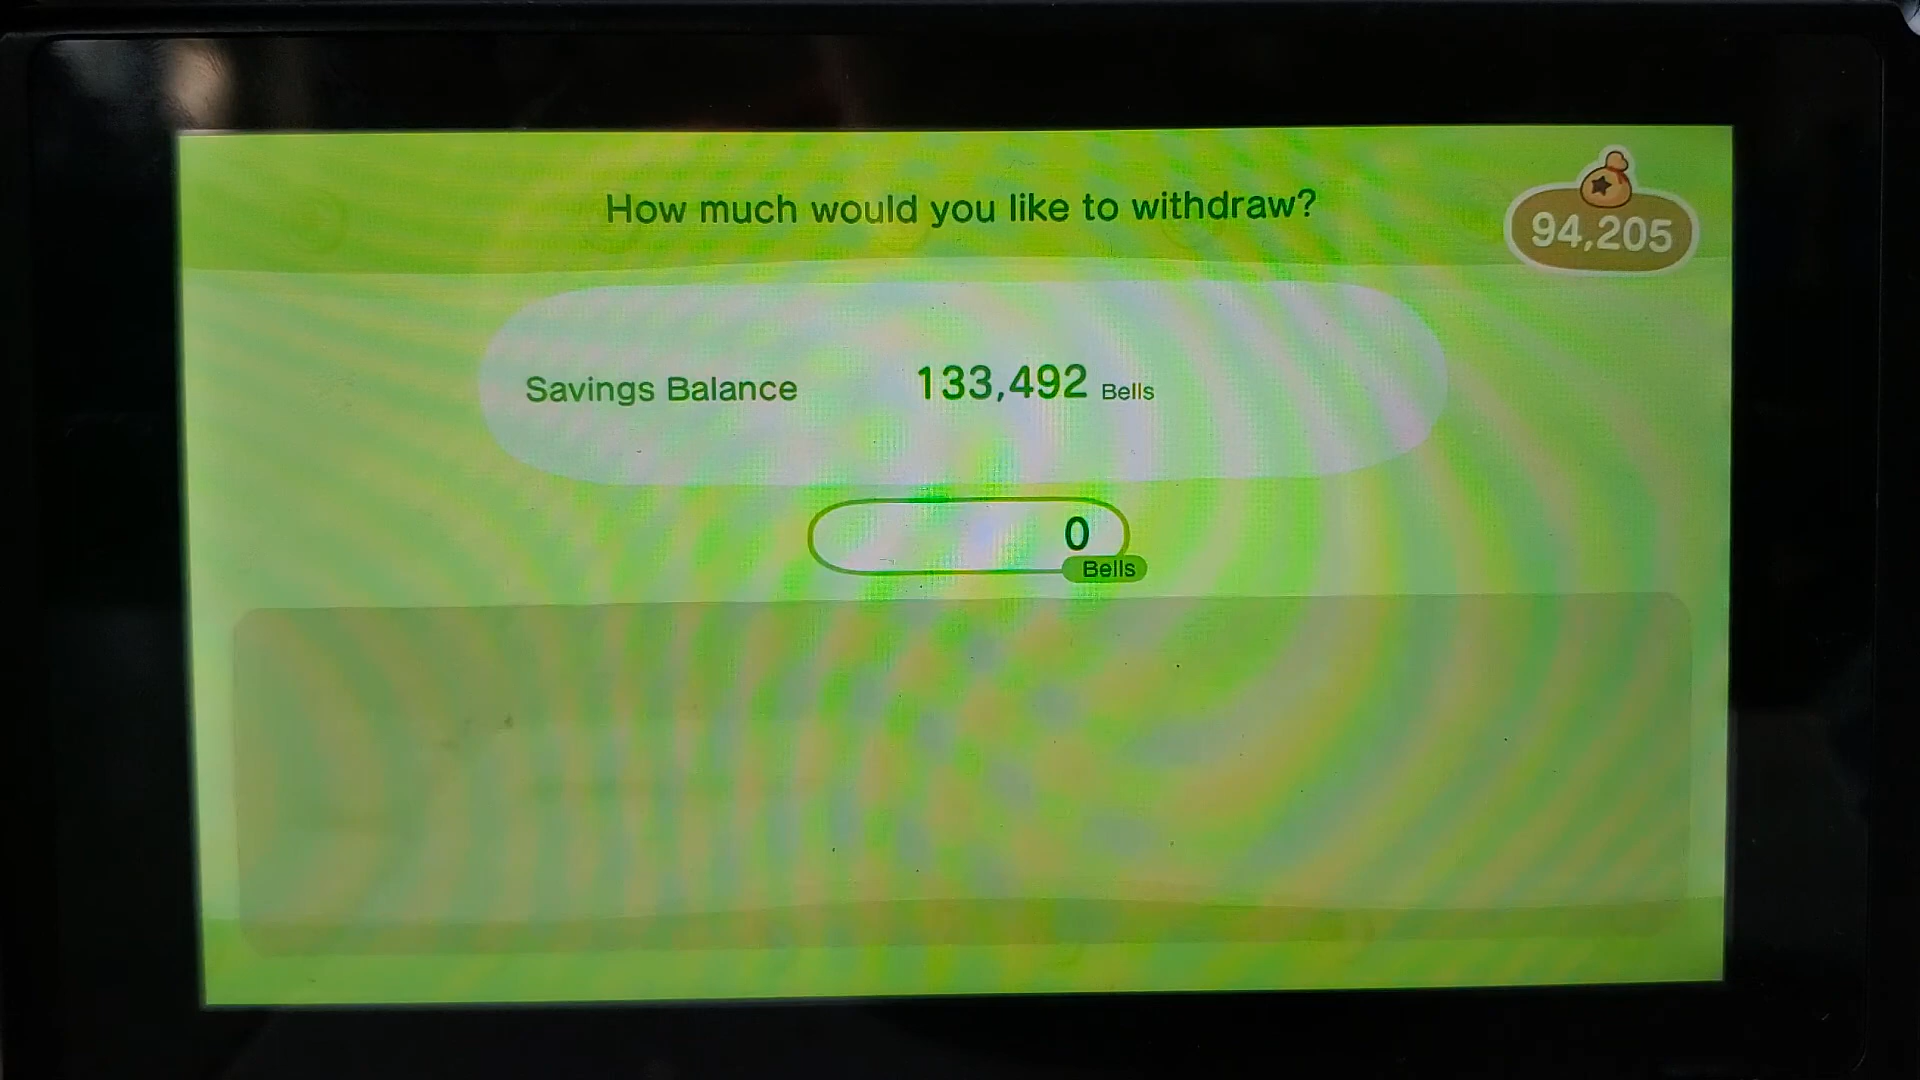 How much would you like to withdraw?
94,205
Savings Balance 133,492 Bells
0
Bells